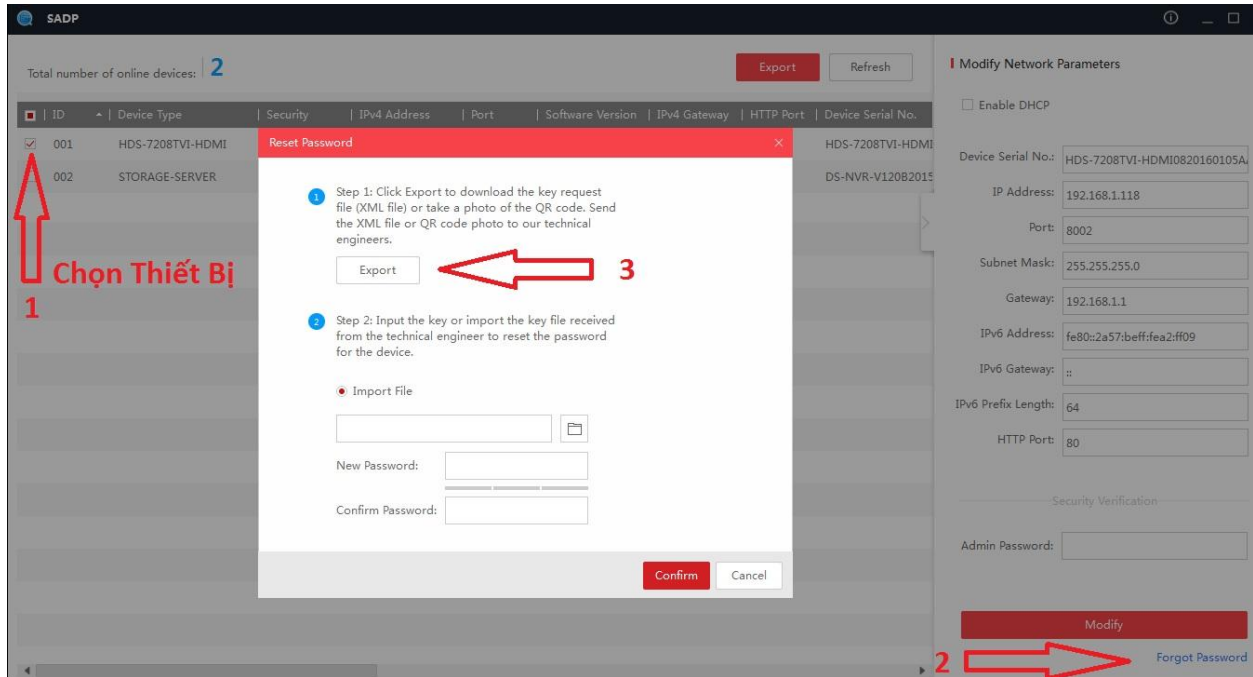 SADP
Total number of online devices: 2
Export
Refresh
ID | Device Type | Security | IPv4 Address | Port | Software Version | IPv4 Gateway | HTTP Port | Device Serial No.
001 HDS-7208TVI-HDMI HDS-7208TVI-HDMI
002 STORAGE-SERVER DS-NVR-V120B2015
Chọn Thiết Bị
1
Reset Password
1
Step 1: Click Export to download the key request
file (XML file) or take a photo of the QR code. Send
the XML file or QR code photo to our technical
engineers.
Export
3
2
Step 2: Input the key or import the key file received
from the technical engineer to reset the password
for the device.
Import File
New Password:
Confirm Password:
Confirm
Cancel
Modify Network Parameters
Enable DHCP
Device Serial No.: HDS-7208TVI-HDMI0820160105A
IP Address: 192.168.1.118
Port: 8002
Subnet Mask: 255.255.255.0
Gateway: 192.168.1.1
IPv6 Address: fe80::2a57:beff:fea2:ff09
IPv6 Gateway: ::
IPv6 Prefix Length: 64
HTTP Port: 80
Security Verification
Admin Password:
Modify
2
Forgot Password